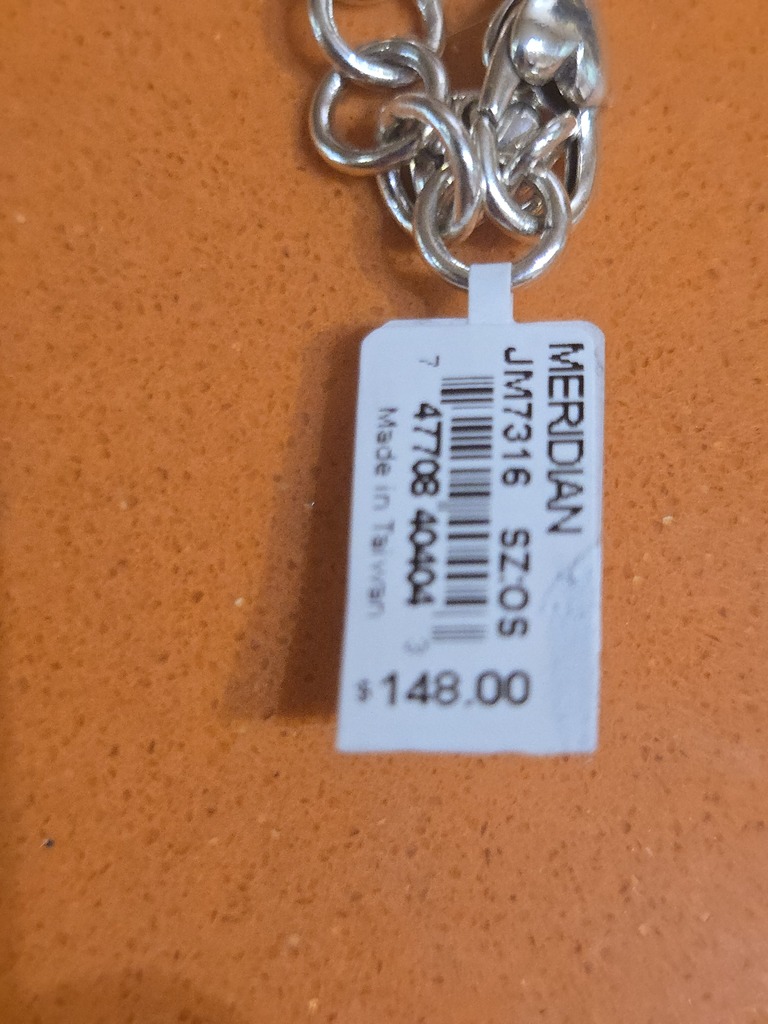 MERIDIAN
JM7316 SZ:OS
7 47708 40404 3
Made in Taiwan
$148.00